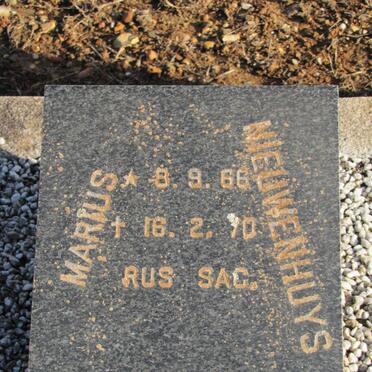 MARIUS NIEUWENHUYS
* 8. 9. 66
† 16. 2. 70
RUS SAG.